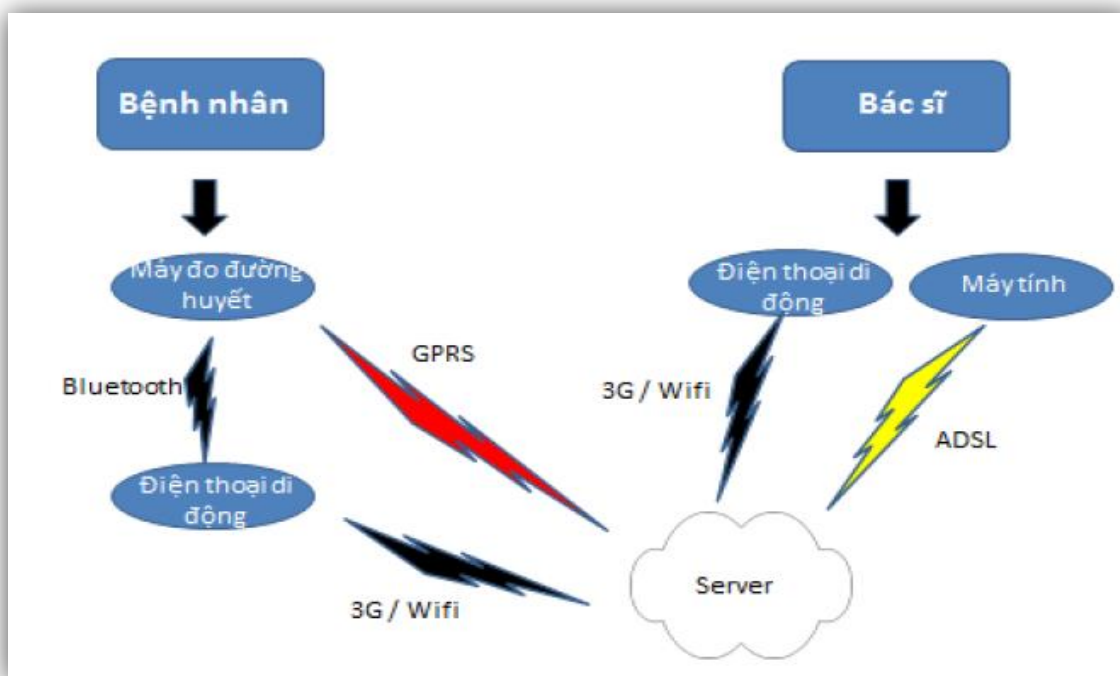 Bệnh nhân
Bác sĩ
Máy đo đường
huyết
Điện thoại di
động
Máy tính
GPRS
Bluetooth
3G / Wifi
ADSL
Điện thoại di
động
Server
3G / Wifi